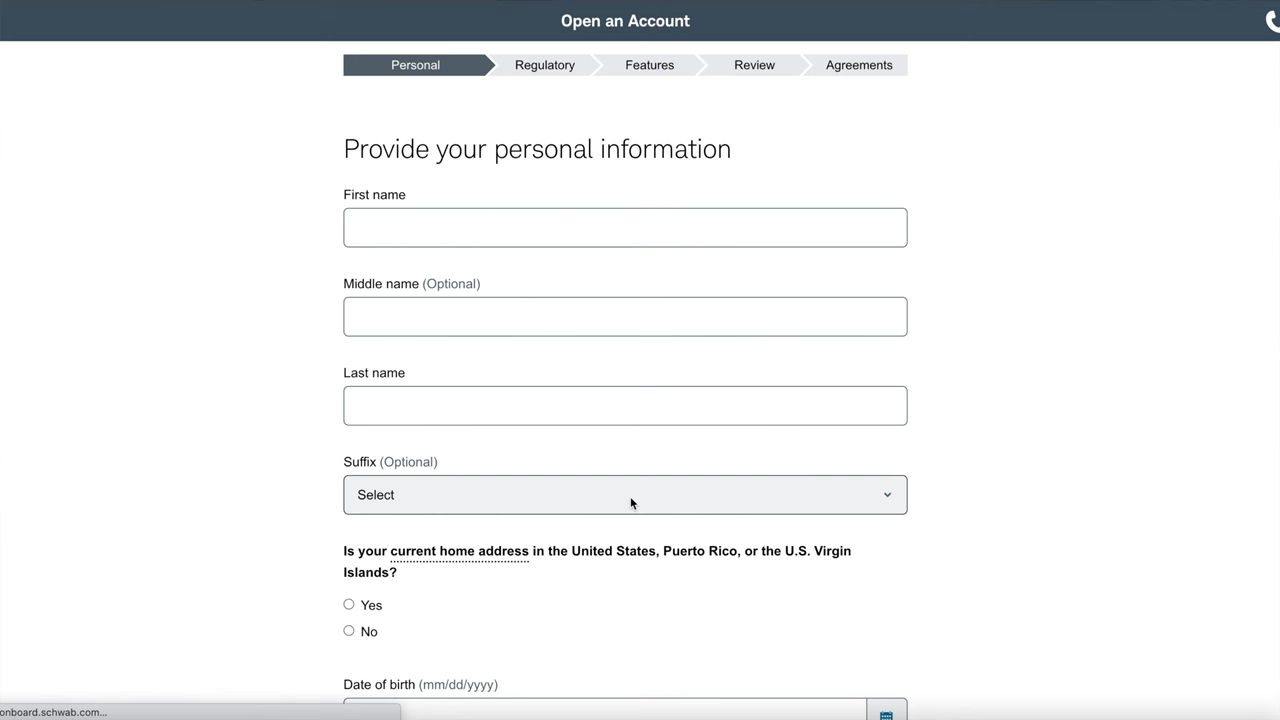 Open an Account
Personal
Regulatory
Features
Review
Agreements
Provide your personal information
First name
Middle name (Optional)
Last name
Suffix (Optional)
Select
Is your current home address in the United States, Puerto Rico, or the U.S. Virgin
Islands?
Yes
No
Date of birth (mm/dd/yyyy)
onboard.schwab.com...